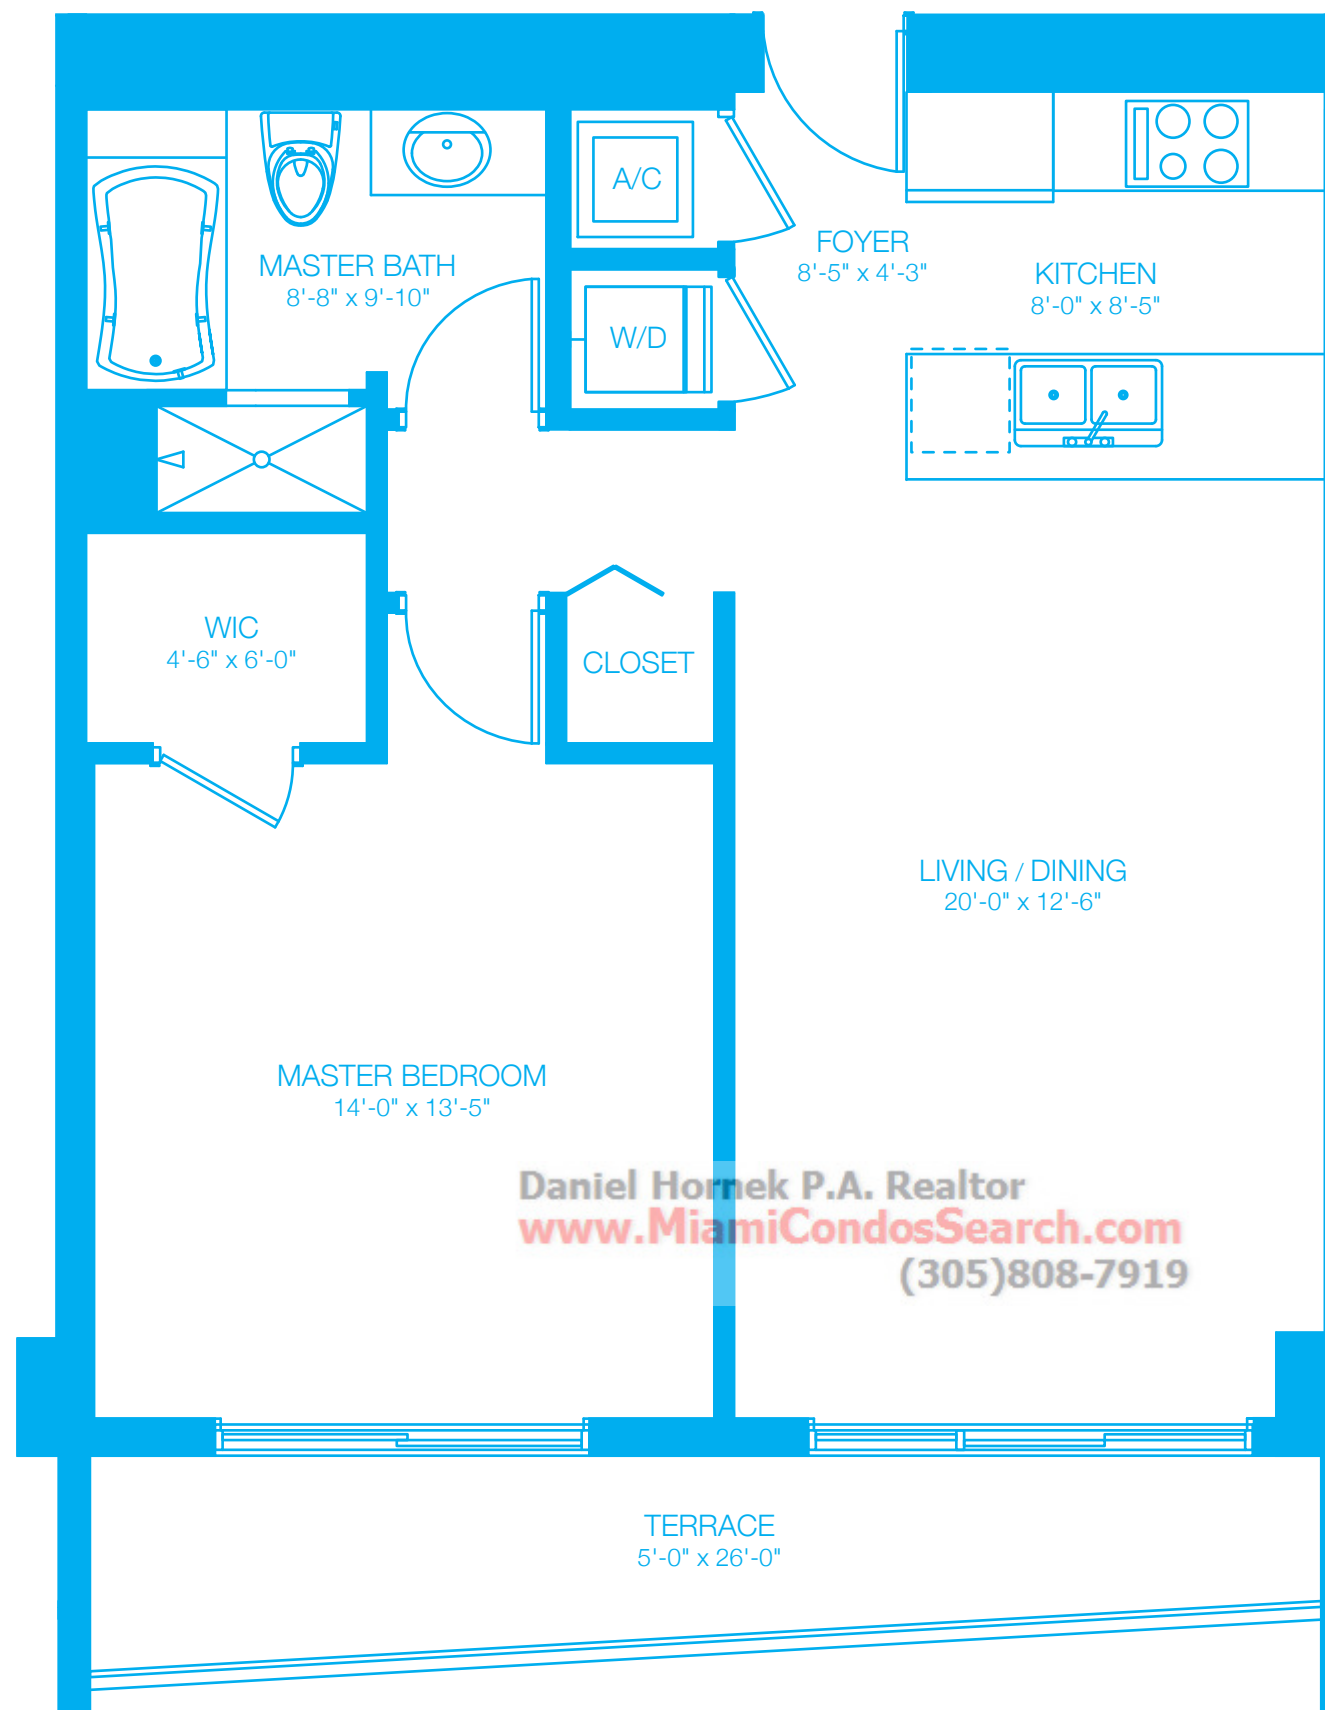 A/C
FOYER
8'-5" x 4'-3"
MASTER BATH
8'-8" x 9'-10"
KITCHEN
8'-0" x 8'-5"
W/D
WIC
4'-6" x 6'-0"
CLOSET
LIVING / DINING
20'-0" x 12'-6"
MASTER BEDROOM
14'-0" x 13'-5"
Daniel Hornek P.A. Realtor
www.MiamiCondosSearch.com
(305)808-7919
TERRACE
5'-0" x 26'-0"